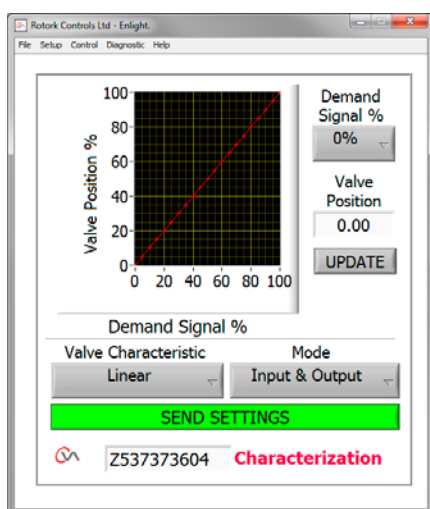 Rotork Controls Ltd - Enlight.
File Setup Control Diagnostic Help
100
80
60
40
20
0
Valve Position %
0 20 40 60 80 100
Demand Signal %
Demand
Signal %
0%
Valve
Position
0.00
UPDATE
Valve Characteristic
Linear
Mode
Input & Output
SEND SETTINGS
Z537373604 Characterization